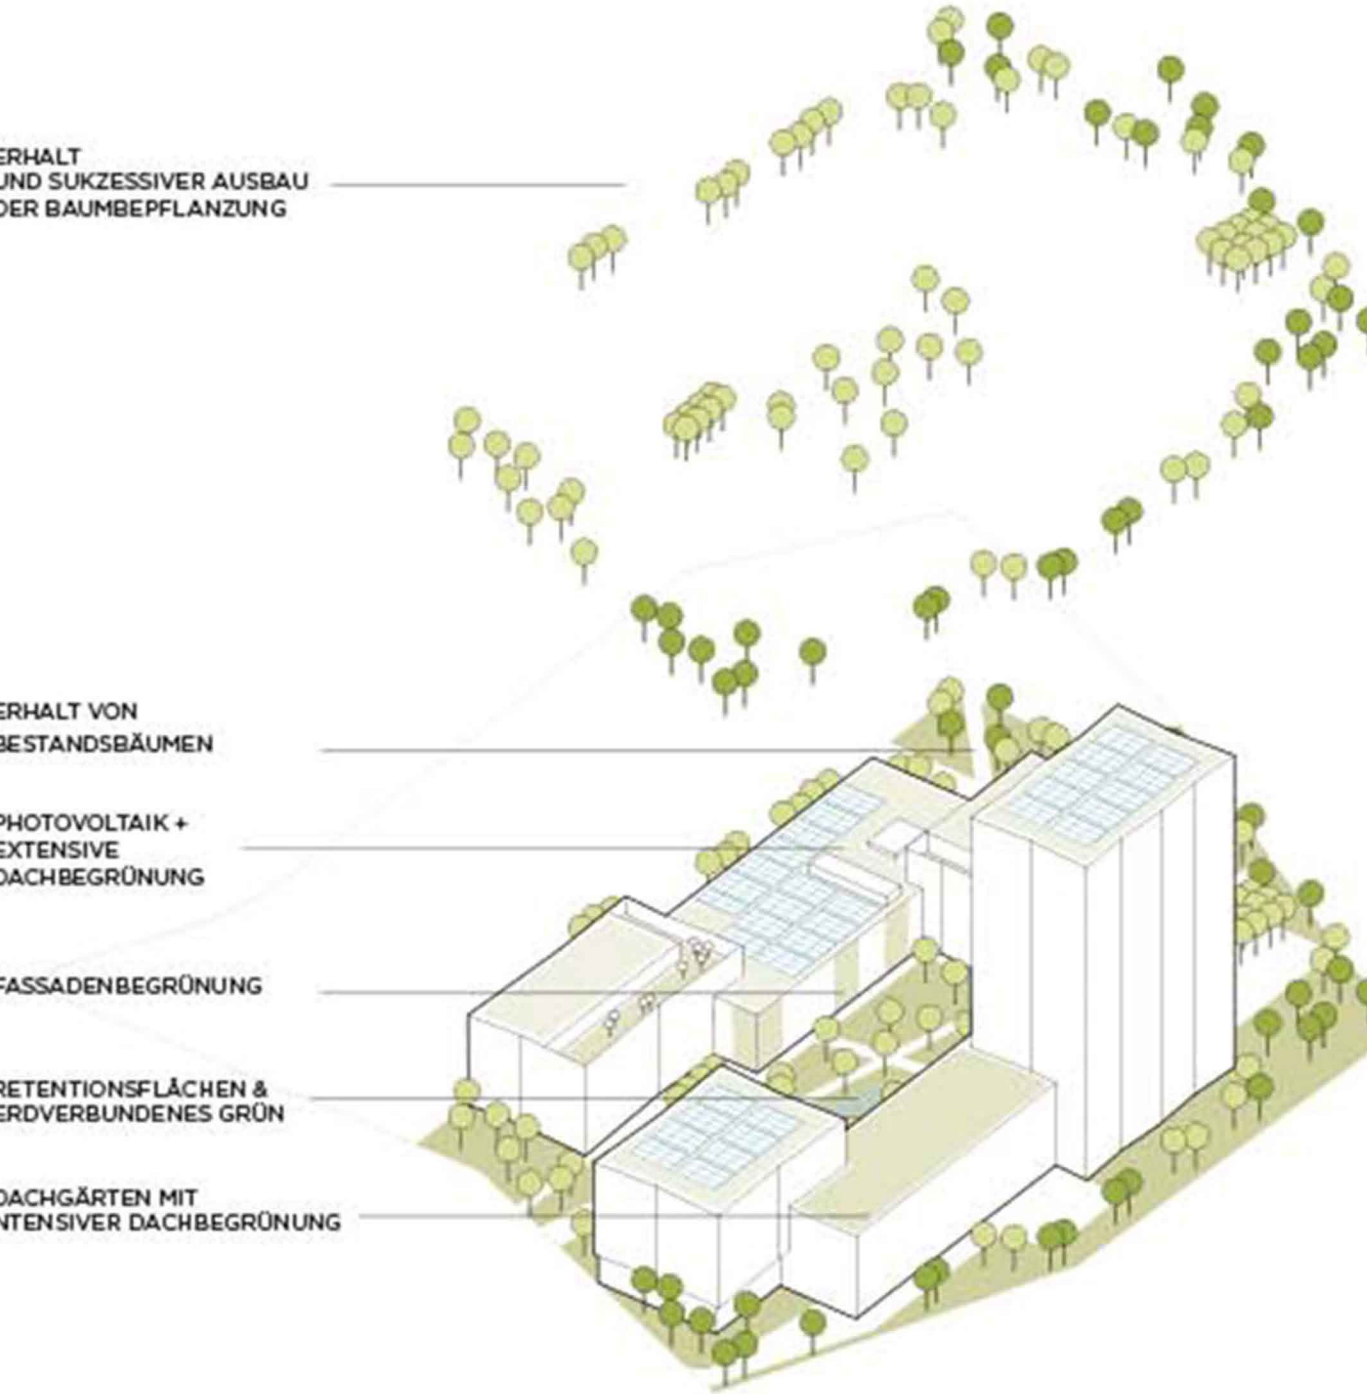 ERHALT
UND SUKZESSIVER AUSBAU
DER BAUMBEPFLANZUNG
ERHALT VON
BESTANDSBÄUMEN
PHOTOVOLTAIK +
EXTENSIVE
DACHBEGRÜNUNG
FASSADENBEGRÜNUNG
RETENTIONSFLÄCHEN &
ERDVERBUNDENES GRÜN
DACHGÄRTEN MIT
NTENSIVER DACHBEGRÜNUNG